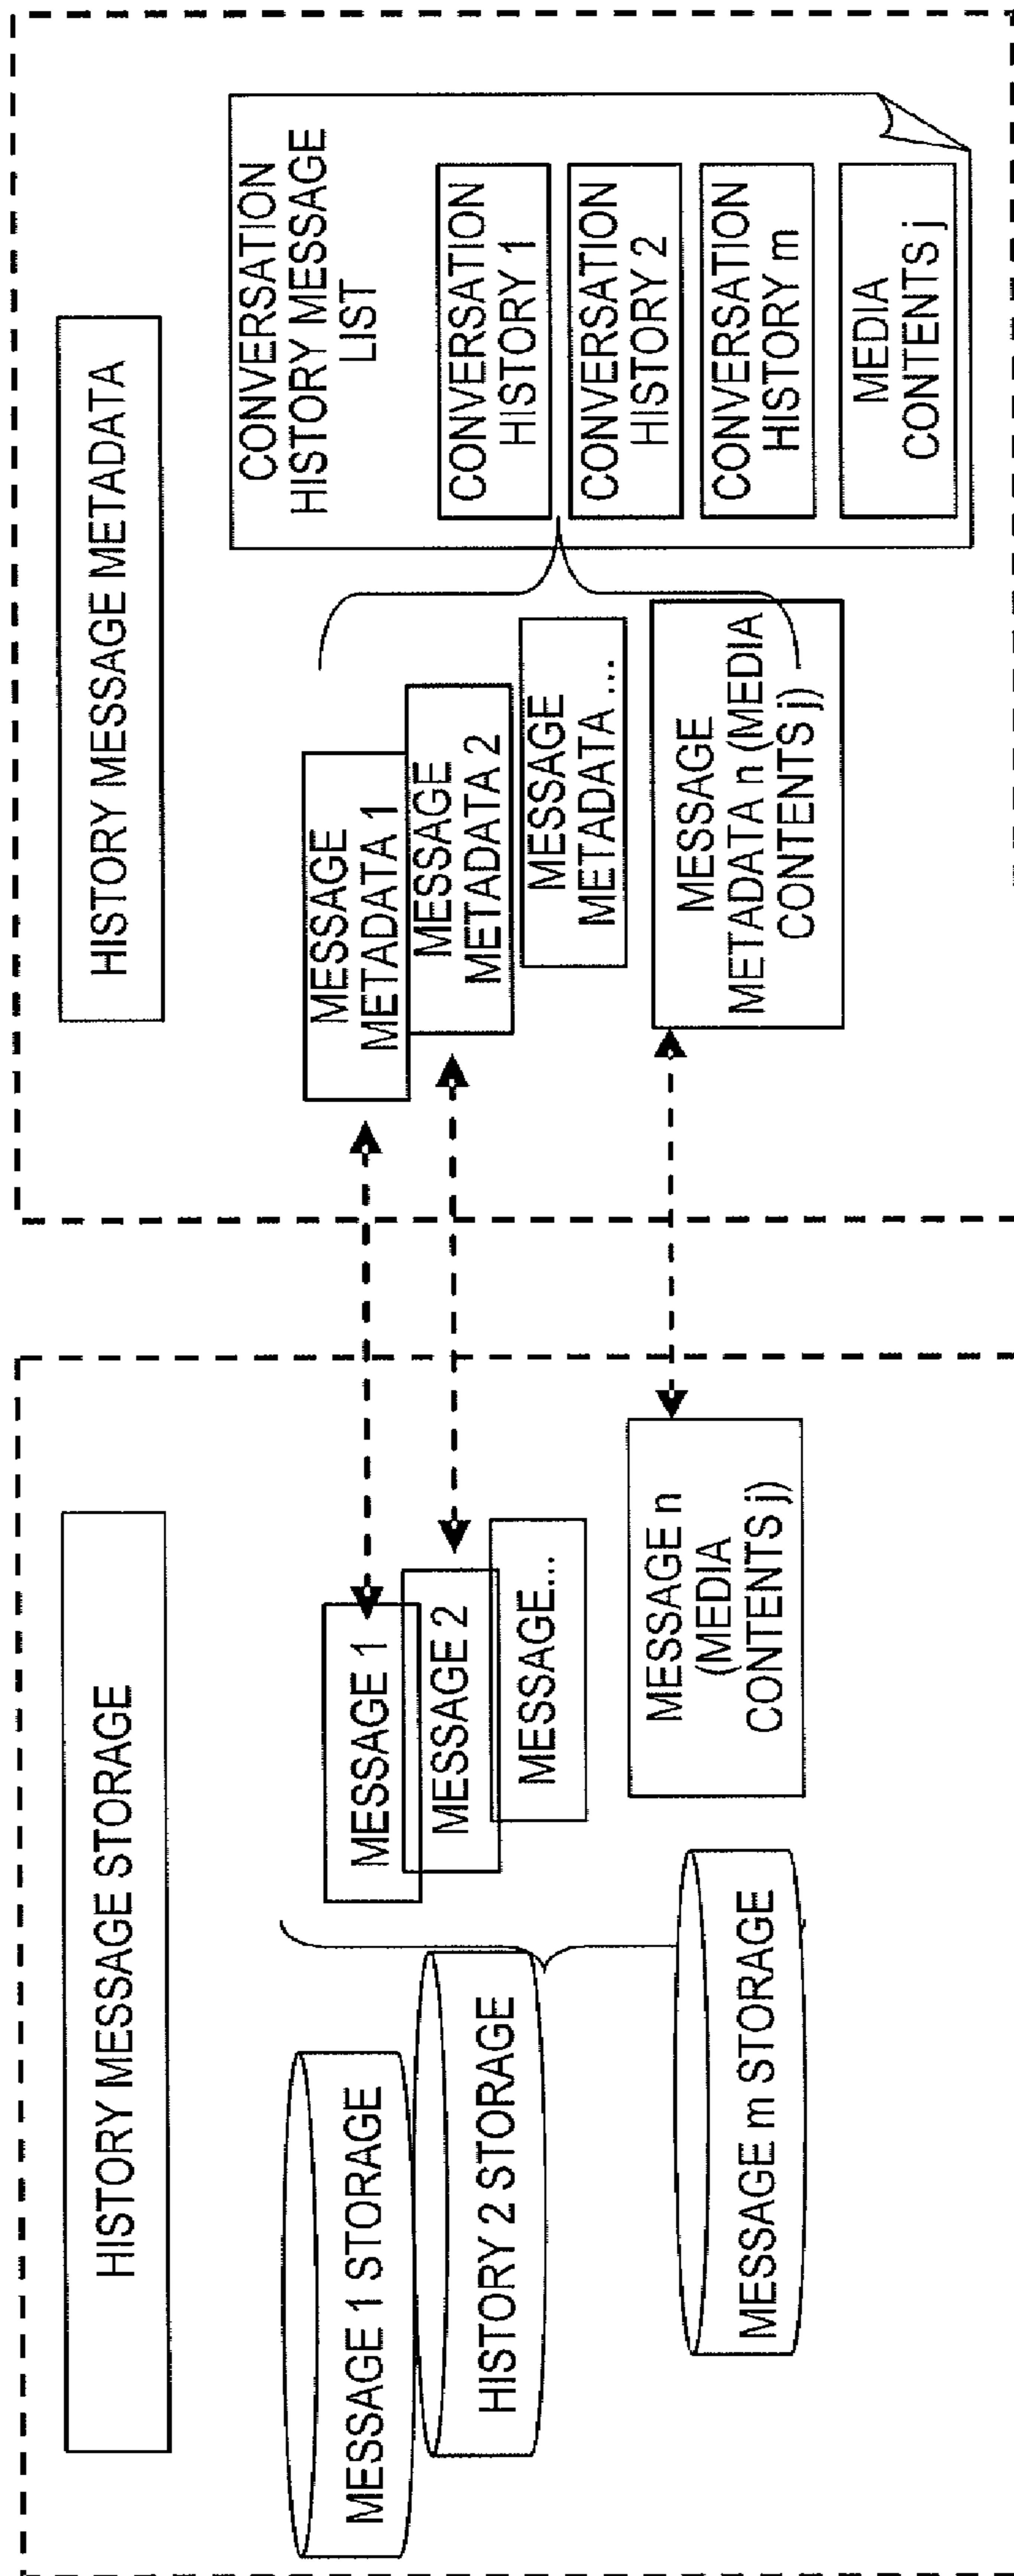 HISTORY MESSAGE STORAGE
MESSAGE 1 STORAGE
HISTORY 2 STORAGE
MESSAGE m STORAGE
MESSAGE 1
MESSAGE 2
MESSAGE...
MESSAGE n
(MEDIA
CONTENTS j)
HISTORY MESSAGE METADATA
MESSAGE
METADATA 1
MESSAGE
METADATA 2
MESSAGE
METADATA ...
MESSAGE
METADATA n (MEDIA
CONTENTS j)
CONVERSATION
HISTORY MESSAGE
LIST
CONVERSATION
HISTORY 1
CONVERSATION
HISTORY 2
CONVERSATION
HISTORY m
MEDIA
CONTENTS j